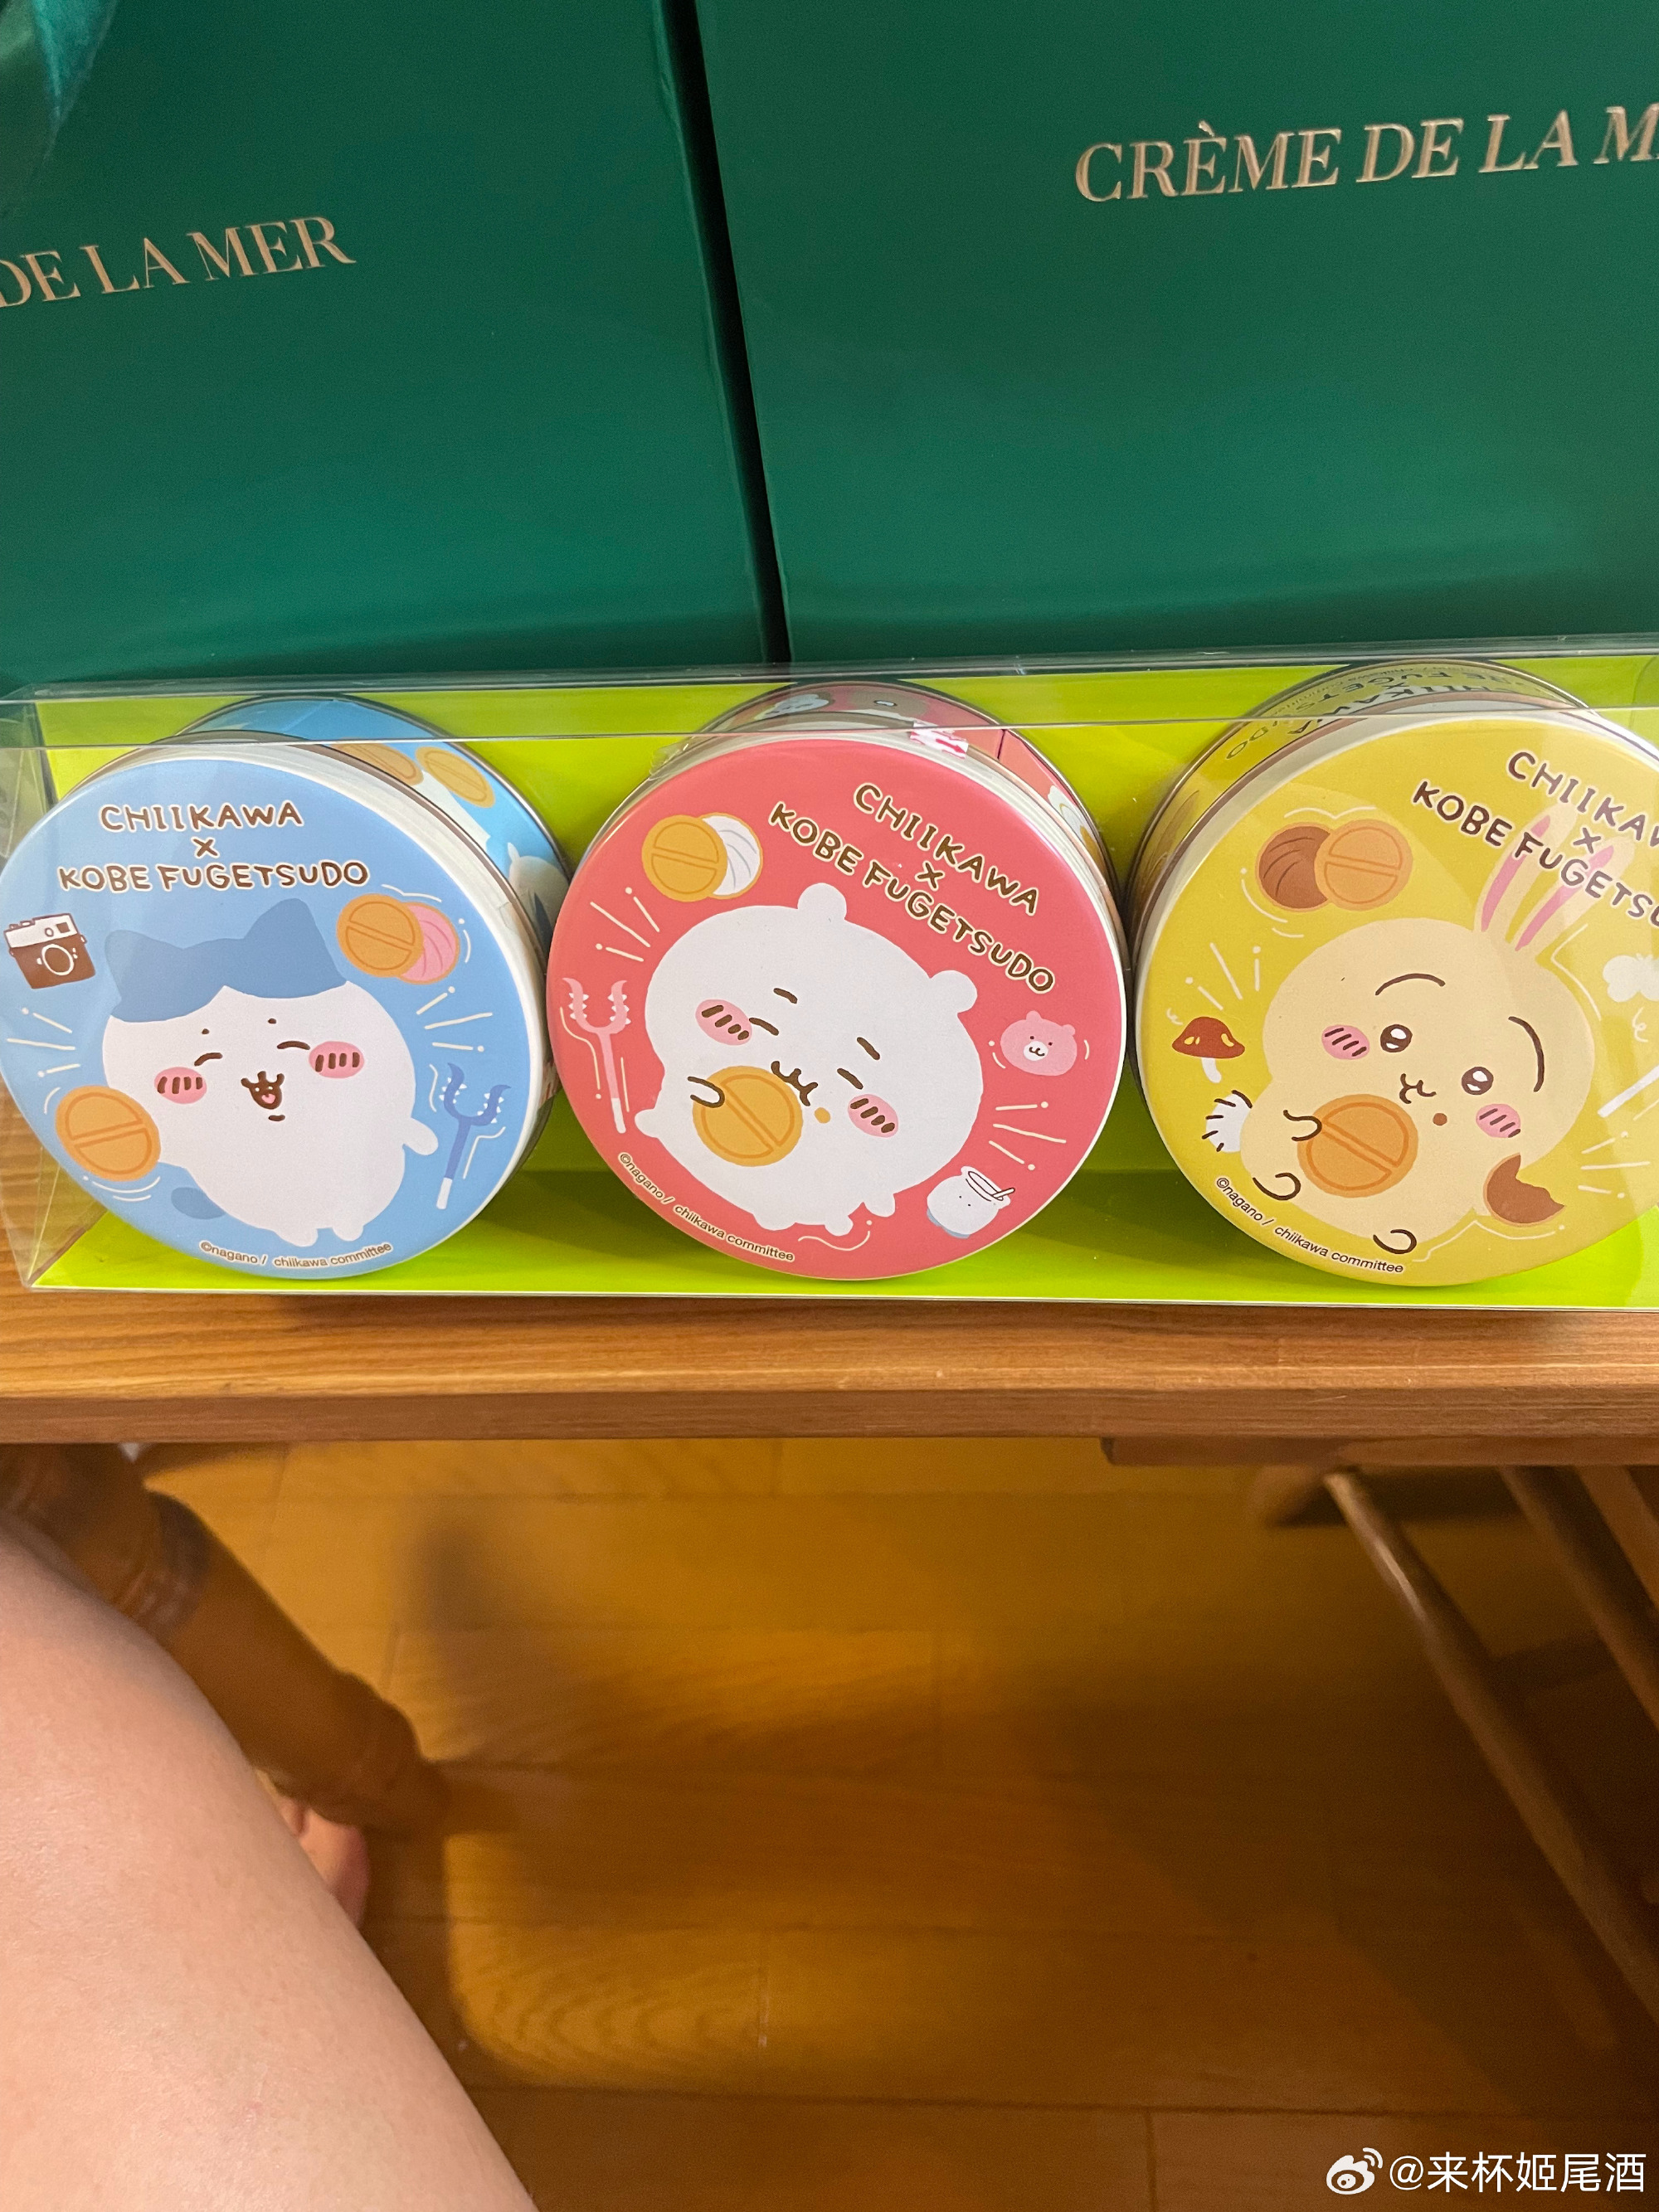 CRÈME DE LA M
DE LA MER
CHIIKAWA
x
KOBE FUGETSUDO
©nagano / chiikawa committee
CHIIKAWA
x
KOBE FUGETSUDO
©nagano / chiikawa committee
CHIIKAW
x
KOBE FUGETSU
©nagano / chiikawa committee
@来杯姬尾酒